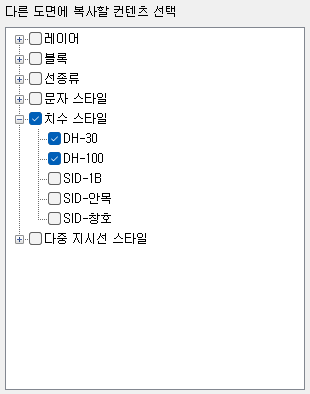 다른 도면에 복사할 컨텐츠 선택
레이어
블록
선종류
문자 스타일
치수 스타일
DH-30
DH-100
SID-1B
SID-안목
SID-창호
다중 지시선 스타일